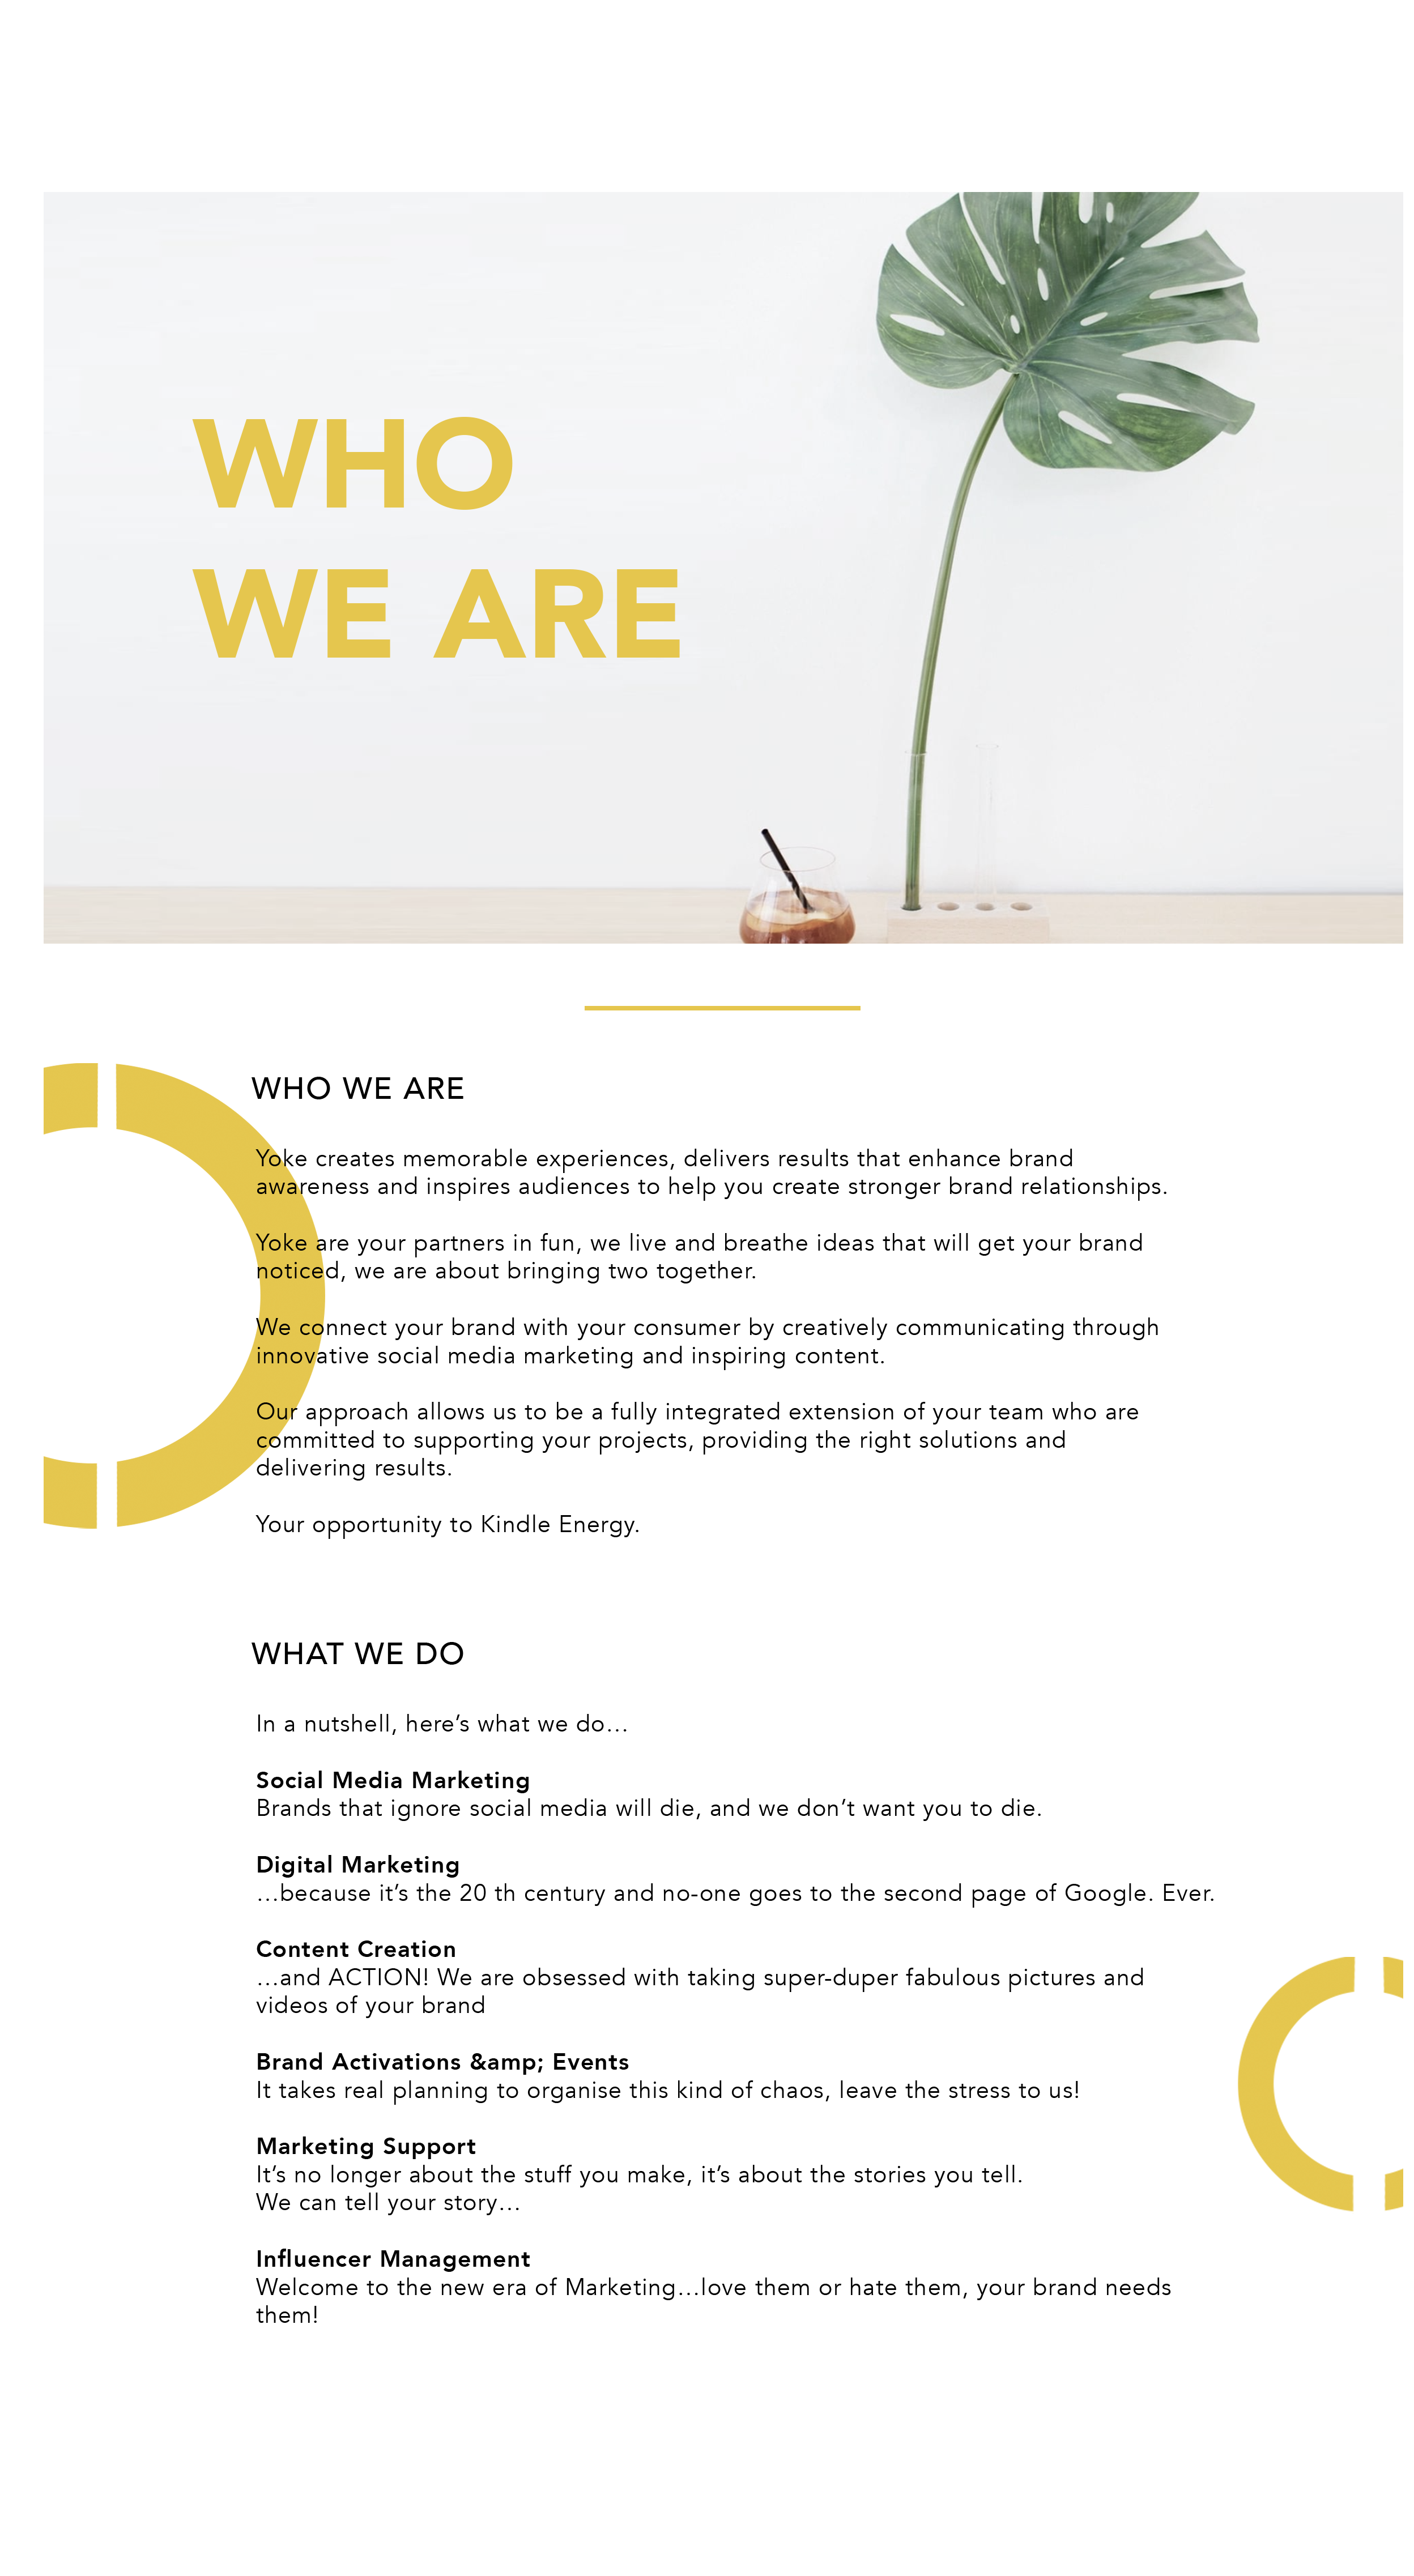 WHO
WE ARE
WHO WE ARE
Yoke creates memorable experiences, delivers results that enhance brand
awareness and inspires audiences to help you create stronger brand relationships.
Yoke are your partners in fun, we live and breathe ideas that will get your brand
noticed, we are about bringing two together.
We connect your brand with your consumer by creatively communicating through
innovative social media marketing and inspiring content.
Our approach allows us to be a fully integrated extension of your team who are
committed to supporting your projects, providing the right solutions and
delivering results.
Your opportunity to Kindle Energy.
WHAT WE DO
In a nutshell, here’s what we do…
Social Media Marketing
Brands that ignore social media will die, and we don’t want you to die.
Digital Marketing
…because it’s the 20 th century and no-one goes to the second page of Google. Ever.
Content Creation
…and ACTION! We are obsessed with taking super-duper fabulous pictures and
videos of your brand
Brand Activations &amp; Events
It takes real planning to organise this kind of chaos, leave the stress to us!
Marketing Support
It’s no longer about the stuff you make, it’s about the stories you tell.
We can tell your story…
Influencer Management
Welcome to the new era of Marketing…love them or hate them, your brand needs
them!